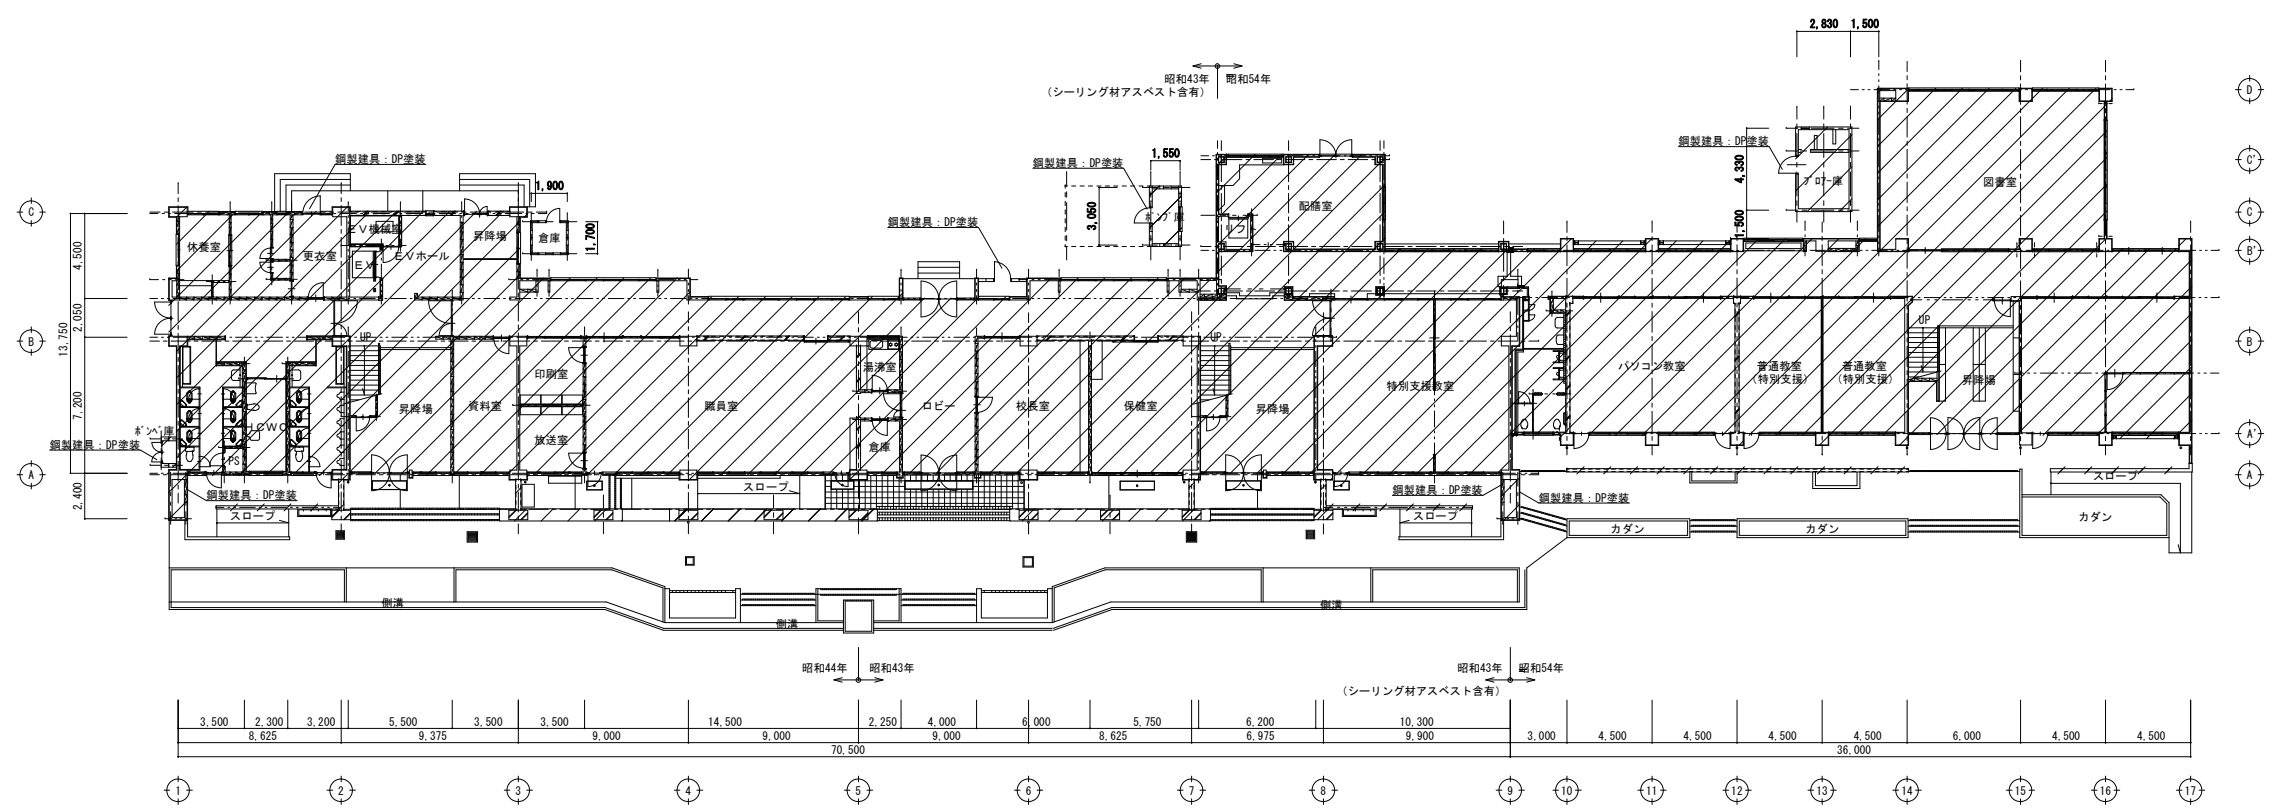 2,830 1,500
昭和43年 昭和54年
(シーリング材アスベスト含有)
D
鋼製建具：DP塗装
鋼製建具：DP塗装
1,550
鋼製建具：DP塗装
4,330
C'
1,900
3,050
ﾎﾟﾝﾌﾟ庫
配膳室
ﾌﾞﾛｱｰ庫
図書室
C
C
鋼製建具：DP塗装
リフ
1,500
EV機械室
昇降場
倉庫
1,700
休養室
更衣室
EV
EVホール
B'
4,500
2,050
13,750
UP
UP
UP
B
B
湯沸室
印刷室
パソコン教室
普通教室
(特別支援)
普通教室
(特別支援)
昇降場
特別支援教室
7,200
昇降場
資料室
職員室
ロビー
校長室
保健室
昇降場
ﾎﾞﾝﾍﾞ庫
放送室
倉庫
A'
鋼製建具：DP塗装
PS
A
A
スロープ
スロープ
2,400
鋼製建具：DP塗装
鋼製建具：DP塗装
鋼製建具：DP塗装
スロープ
スロープ
カダン
カダン
カダン
側溝
側溝
側溝
昭和44年 昭和43年
昭和43年 昭和54年
(シーリング材アスベスト含有)
3,500 2,300 3,200 5,500 3,500 3,500 14,500 2,250 4,000 6,000 5,750 6,200 10,300
8,625 9,375 9,000 9,000 9,000 8,625 6,975 9,900 3,000 4,500 4,500 4,500 4,500 6,000 4,500 4,500
70,500 36,000
1 2 3 4 5 6 7 8 9 10 11 12 13 14 15 16 17